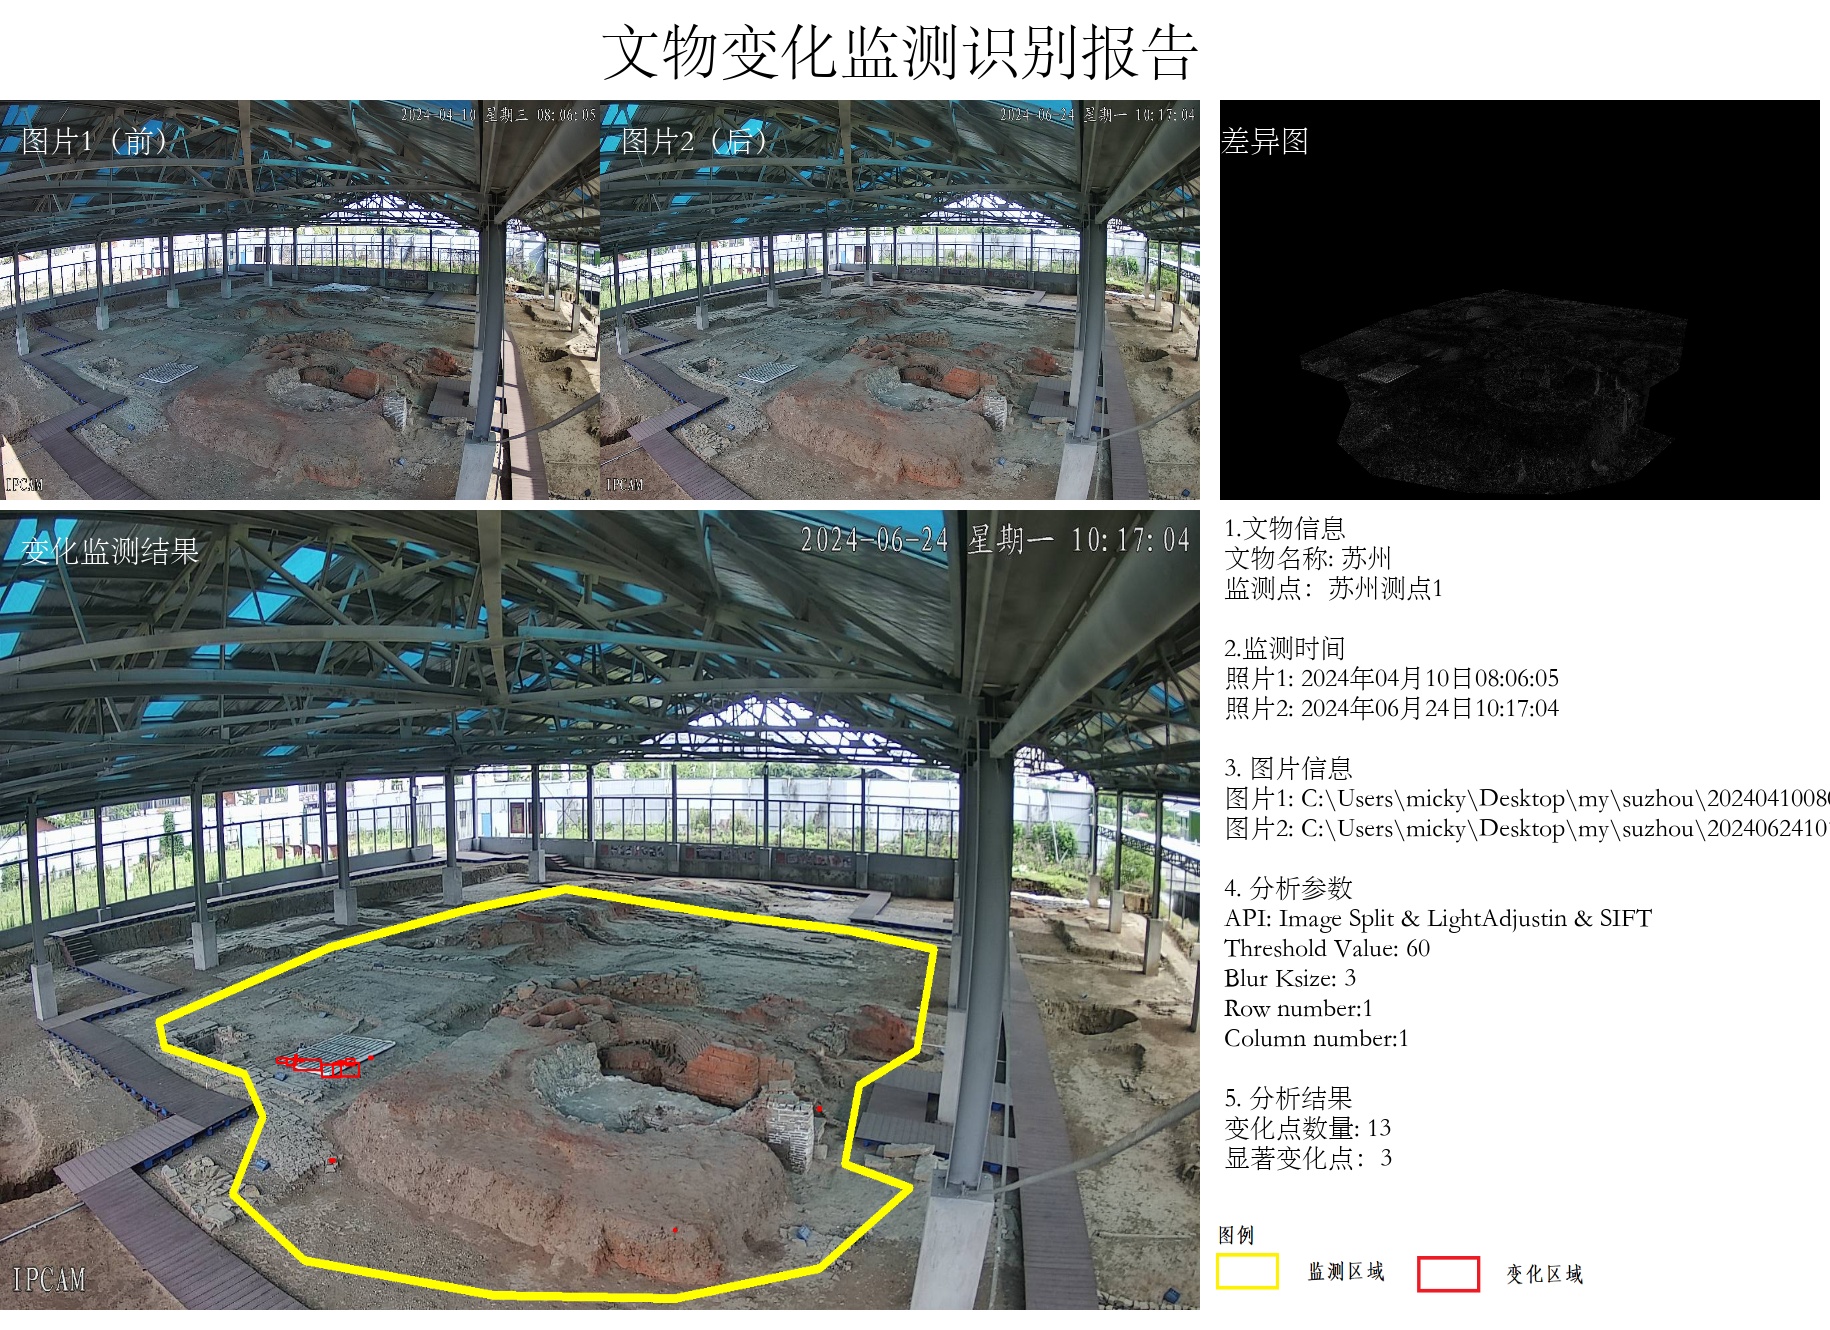 文物变化监测识别报告
图片1（前）
2024-04-10 星期三 08:06:05
IPCAM
图片2（后）
2024-06-24 星期一 10:17:04
IPCAM
差异图
变化监测结果
2024-06-24 星期一 10:17:04
IPCAM
1.文物信息
文物名称: 苏州
监测点：苏州测点1
2.监测时间
照片1: 2024年04月10日08:06:05
照片2: 2024年06月24日10:17:04
3. 图片信息
图片1: C:\Users\micky\Desktop\my\suzhou\2024041008
图片2: C:\Users\micky\Desktop\my\suzhou\2024062410
4. 分析参数
API: Image Split & LightAdjustin & SIFT
Threshold Value: 60
Blur Ksize: 3
Row number:1
Column number:1
5. 分析结果
变化点数量: 13
显著变化点：3
图例
监测区域
变化区域